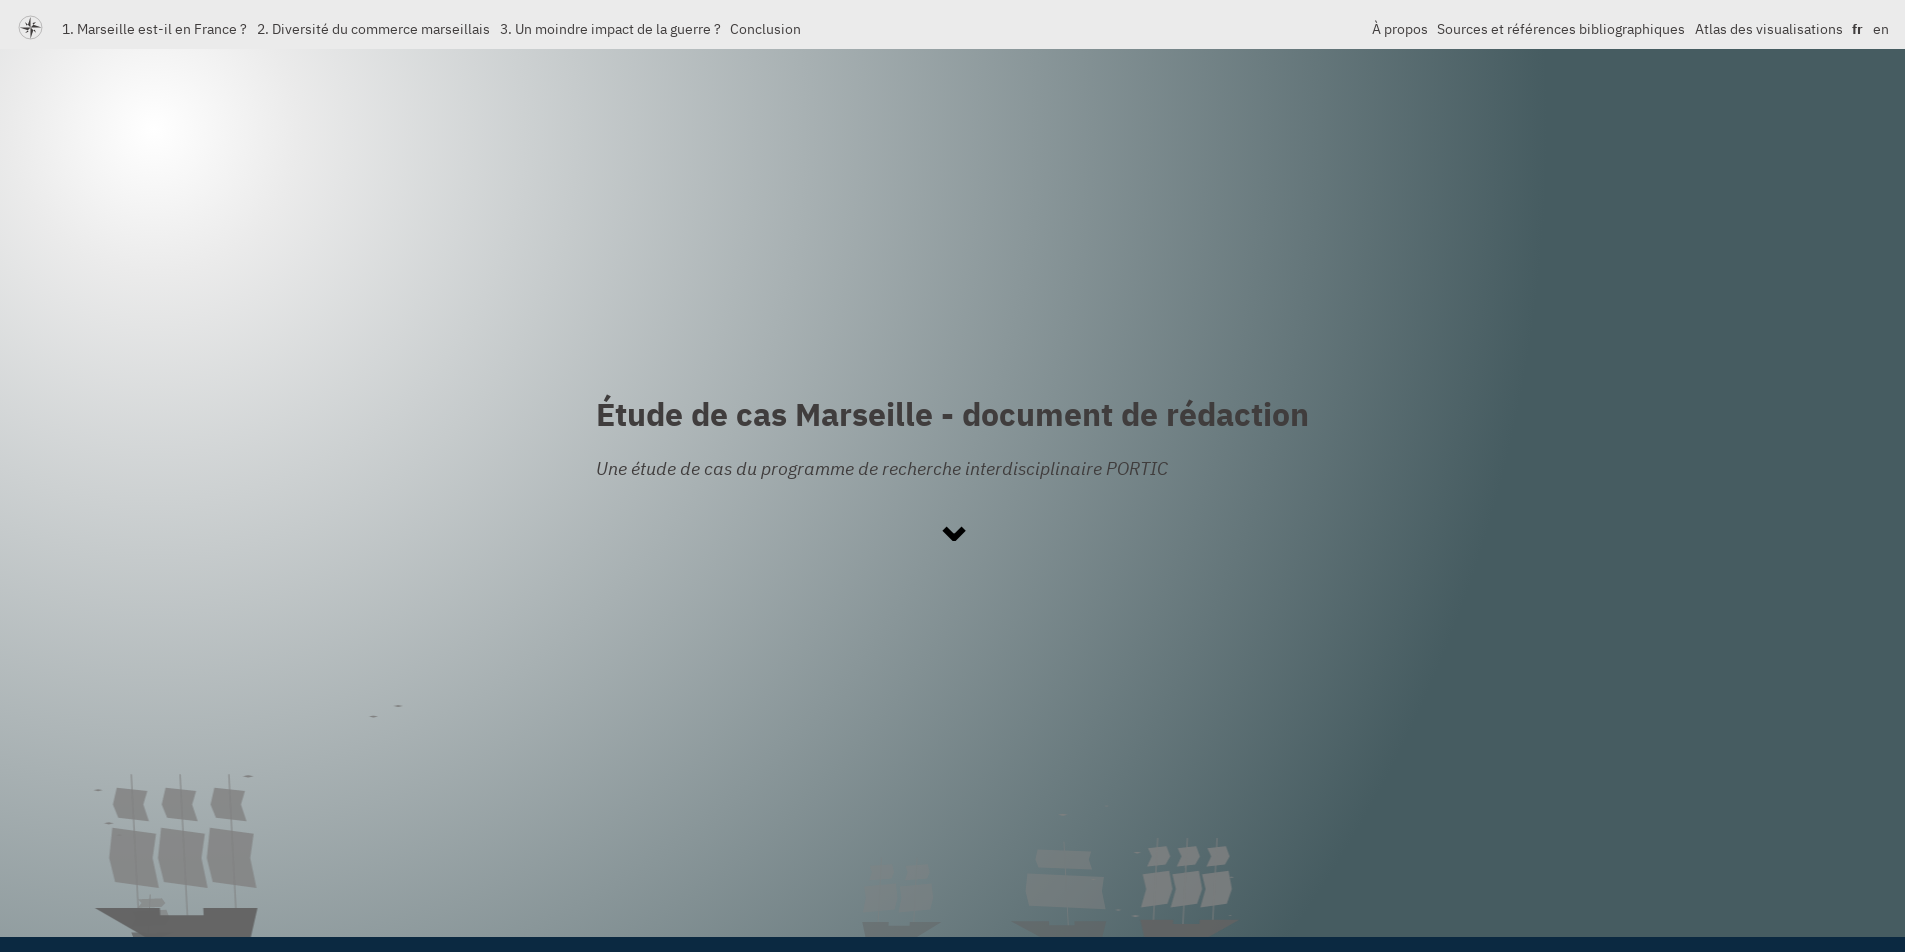 1. Marseille est-il en France ? 2. Diversité du commerce marseillais 3. Un moindre impact de la guerre ? Conclusion À propos Sources et références bibliographiques Atlas des visualisations fr en
Étude de cas Marseille - document de rédaction
Une étude de cas du programme de recherche interdisciplinaire PORTIC